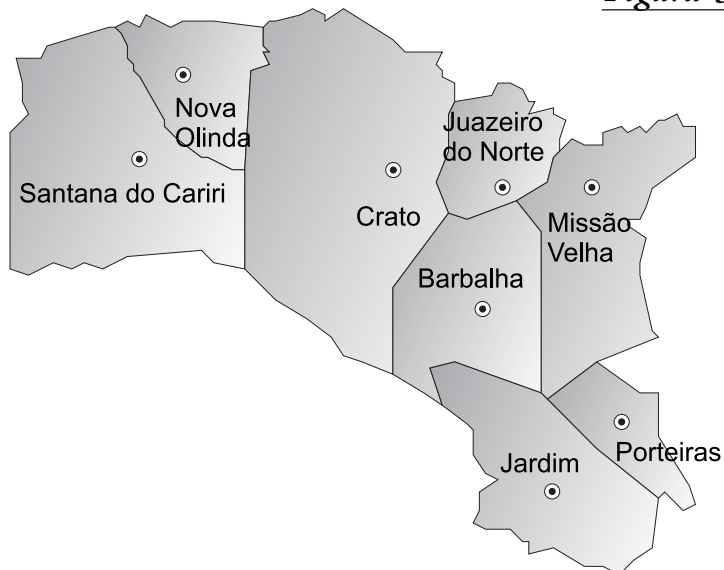 Figura
Nova
Olinda
Juazeiro
do Norte
Santana do Cariri
Crato
Missão
Velha
Barbalha
Porteiras
Jardim